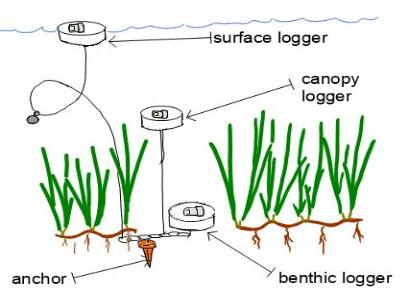 surface logger
canopy
logger
anchor
benthic logger